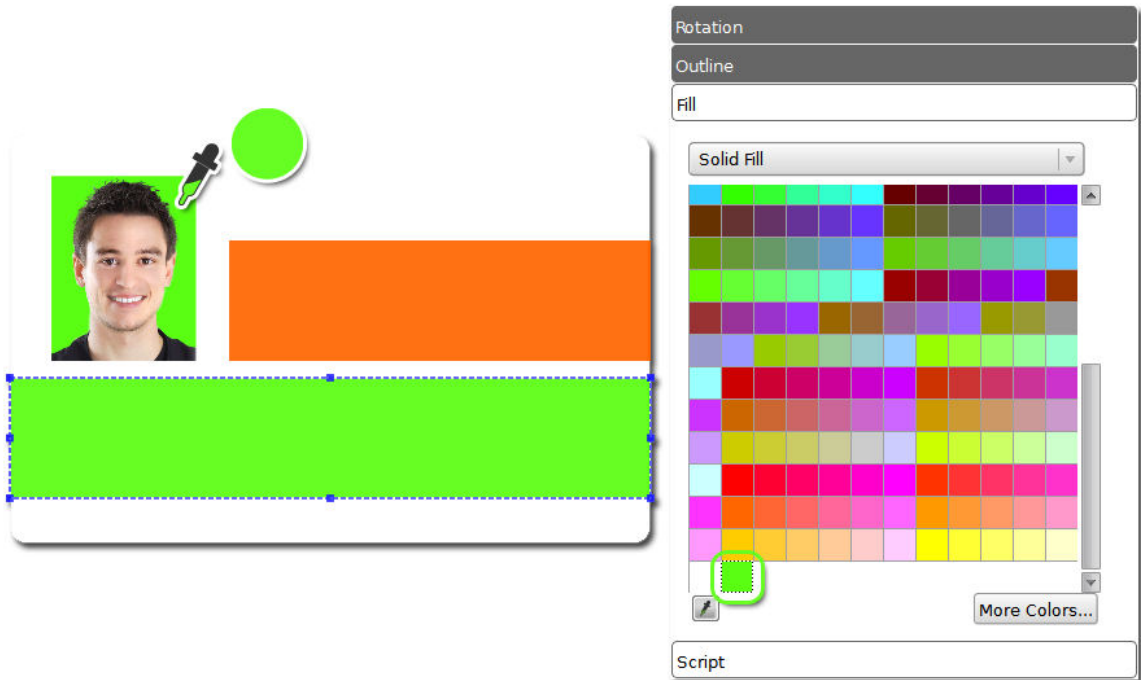 Rotation
Outline
Fill
Solid Fill
More Colors...
Script